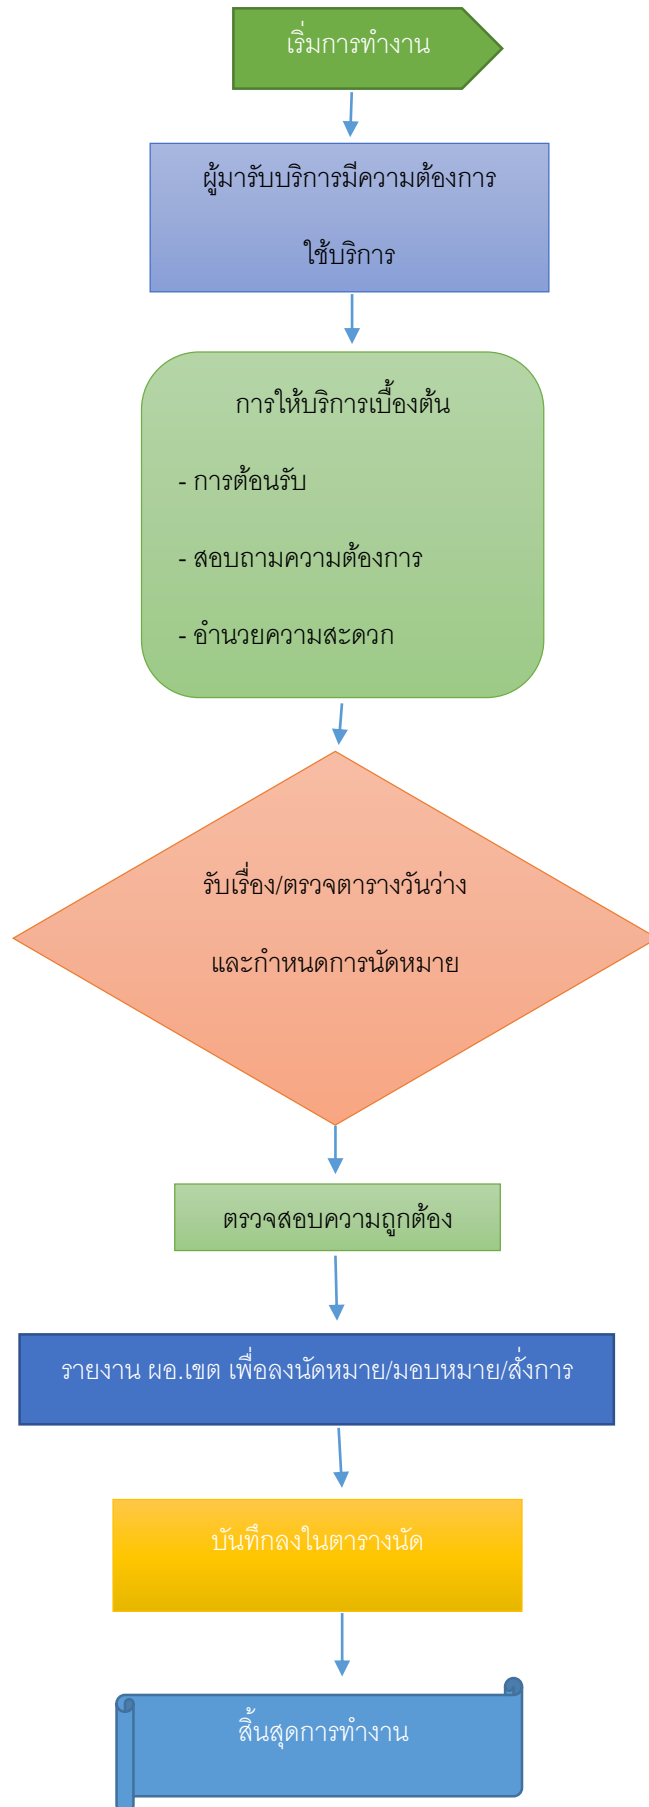 เริ่มการทำงาน
ผู้มารับบริการมีความต้องการ
ใช้บริการ
การให้บริการเบื้องต้น
- การต้อนรับ
- สอบถามความต้องการ
- อำนวยความสะดวก
รับเรื่อง/ตรวจตารางวันว่าง
และกำหนดการนัดหมาย
ตรวจสอบความถูกต้อง
รายงาน ผอ.เขต เพื่อลงนัดหมาย/มอบหมาย/สั่งการ
บันทึกลงในตารางนัด
สิ้นสุดการทำงาน